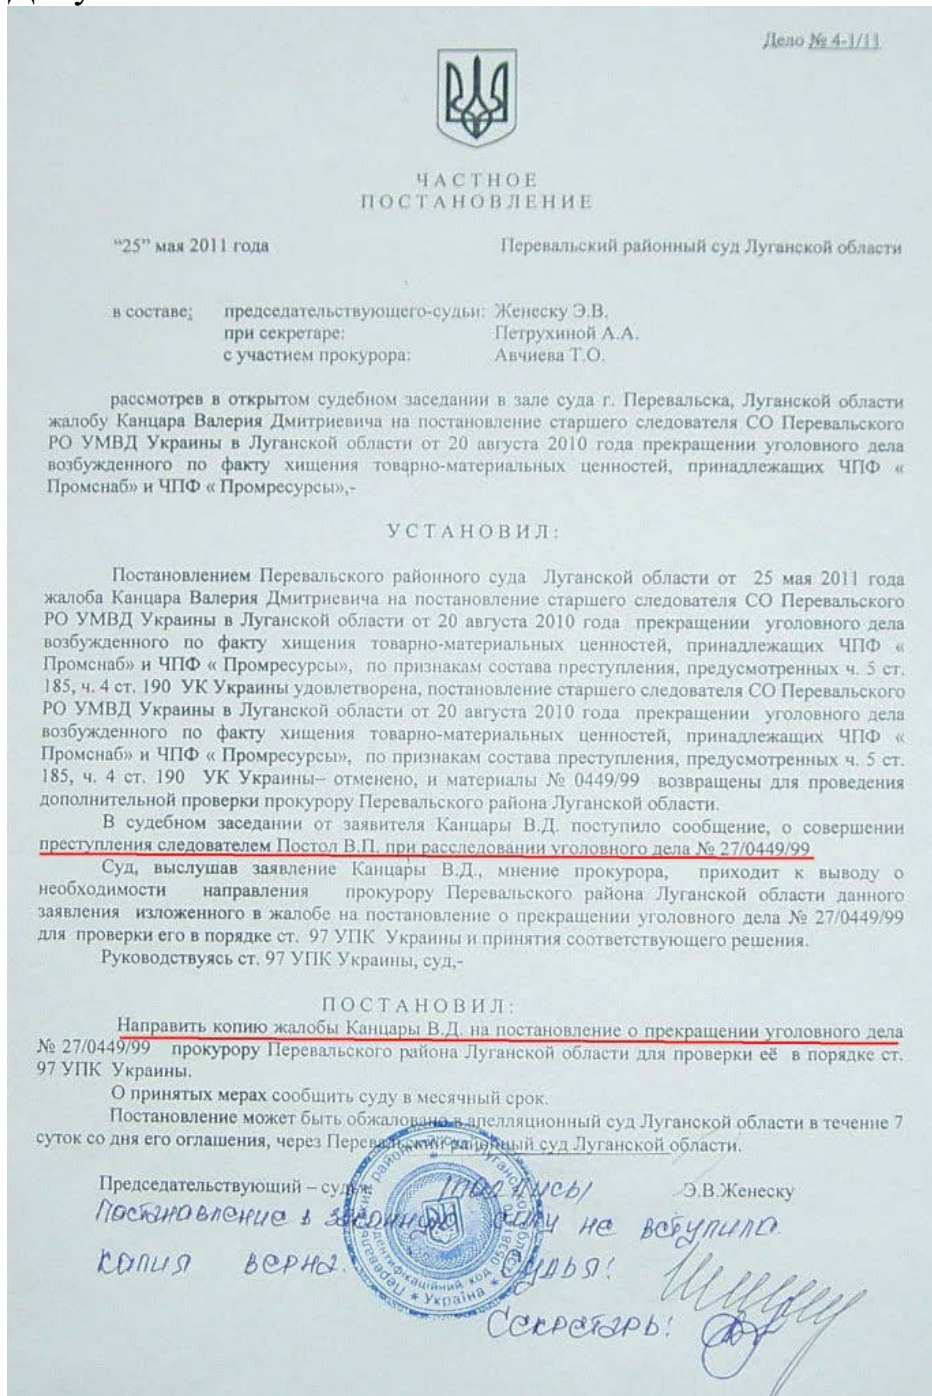 Дело № 4-1/11
ЧАСТНОЕ
ПОСТАНОВЛЕНИЕ
“25” мая 2011 года Перевальский районный суд Луганской области
в составе: председательствующего-судьи: Женеску Э.В.
при секретаре: Петрухиной А.А.
с участием прокурора: Авчиева Т.О.
рассмотрев в открытом судебном заседании в зале суда г. Перевальска, Луганской области
жалобу Канцара Валерия Дмитриевича на постановление старшего следователя СО Перевальского
РО УМВД Украины в Луганской области от 20 августа 2010 года прекращении уголовного дела
возбужденного по факту хищения товарно-материальных ценностей, принадлежащих ЧПФ «
Промснаб» и ЧПФ « Промресурсы»,-
УСТАНОВИЛ:
Постановлением Перевальского районного суда Луганской области от 25 мая 2011 года
жалоба Канцара Валерия Дмитриевича на постановление старшего следователя СО Перевальского
РО УМВД Украины в Луганской области от 20 августа 2010 года прекращении уголовного дела
возбужденного по факту хищения товарно-материальных ценностей, принадлежащих ЧПФ «
Промснаб» и ЧПФ « Промресурсы», по признакам состава преступления, предусмотренных ч. 5 ст.
185, ч. 4 ст. 190 УК Украины удовлетворена, постановление старшего следователя СО Перевальского
РО УМВД Украины в Луганской области от 20 августа 2010 года прекращении уголовного дела
возбужденного по факту хищения товарно-материальных ценностей, принадлежащих ЧПФ «
Промснаб» и ЧПФ « Промресурсы», по признакам состава преступления, предусмотренных ч. 5 ст.
185, ч. 4 ст. 190 УК Украины– отменено, и материалы № 0449/99 возвращены для проведения
дополнительной проверки прокурору Перевальского района Луганской области.
В судебном заседании от заявителя Канцары В.Д. поступило сообщение, о совершении
преступления следователем Постол В.П. при расследовании уголовного дела № 27/0449/99
Суд, выслушав заявление Канцары В.Д., мнение прокурора, приходит к выводу о
необходимости направления прокурору Перевальского района Луганской области данного
заявления изложенного в жалобе на постановление о прекращении уголовного дела № 27/0449/99
для проверки его в порядке ст. 97 УПК Украины и принятия соответствующего решения.
Руководствуясь ст. 97 УПК Украины, суд,-
ПОСТАНОВИЛ:
Направить копию жалобы Канцары В.Д. на постановление о прекращении уголовного дела
№ 27/0449/99 прокурору Перевальского района Луганской области для проверки её в порядке ст.
97 УПК Украины.
О принятых мерах сообщить суду в месячный срок.
Постановление может быть обжаловано в апелляционный суд Луганской области в течение 7
суток со дня его оглашения, через Перевальский районный суд Луганской области.
Председательствующий – судья Э.В.Женеску
Постановление в законную силу не вступило.
Копия верна. Судья:
Секретарь:
Україна